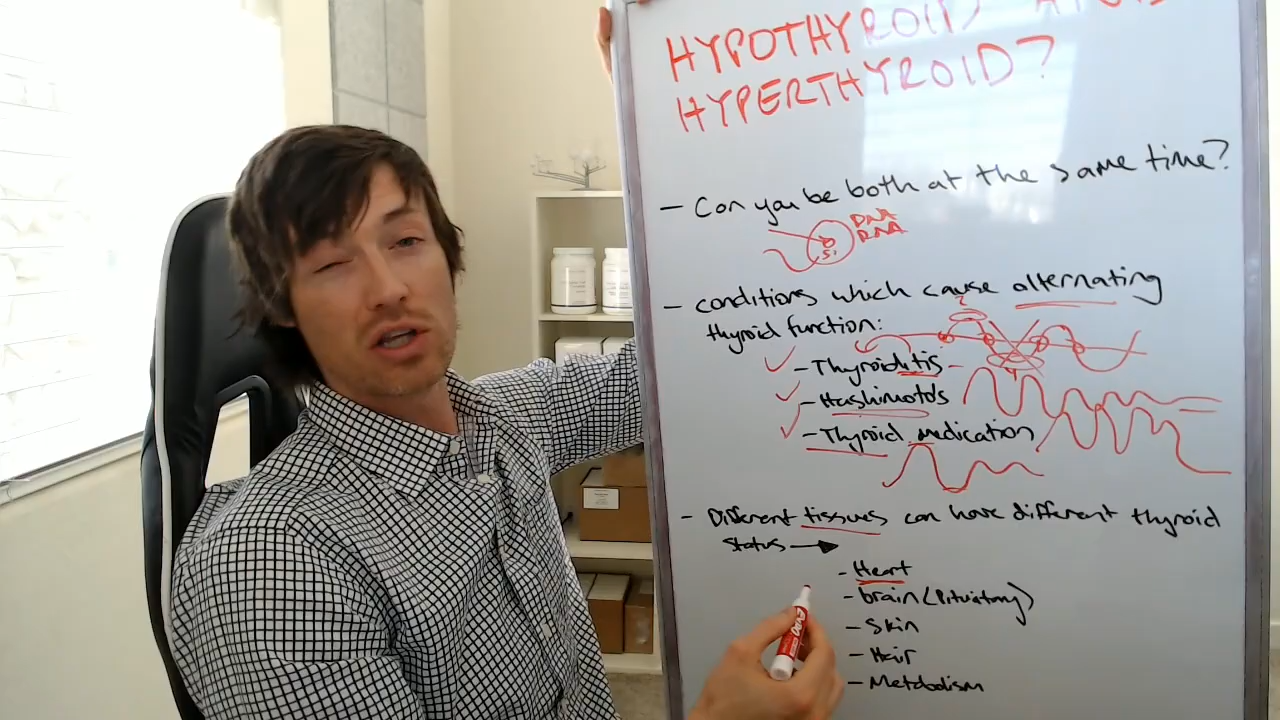 HYPOTHYROID AND
HYPERTHYROID?
- Can you be both at the same time?
DNA
RNA
- conditions which cause alternating
thyroid function:
- Thyroiditis -
- Hashimoto's
- Thyroid medication
- Different tissues can have different thyroid
status →
- Heart
- brain (Pituitary)
- Skin
- Hair
- Metabolism
EXPO